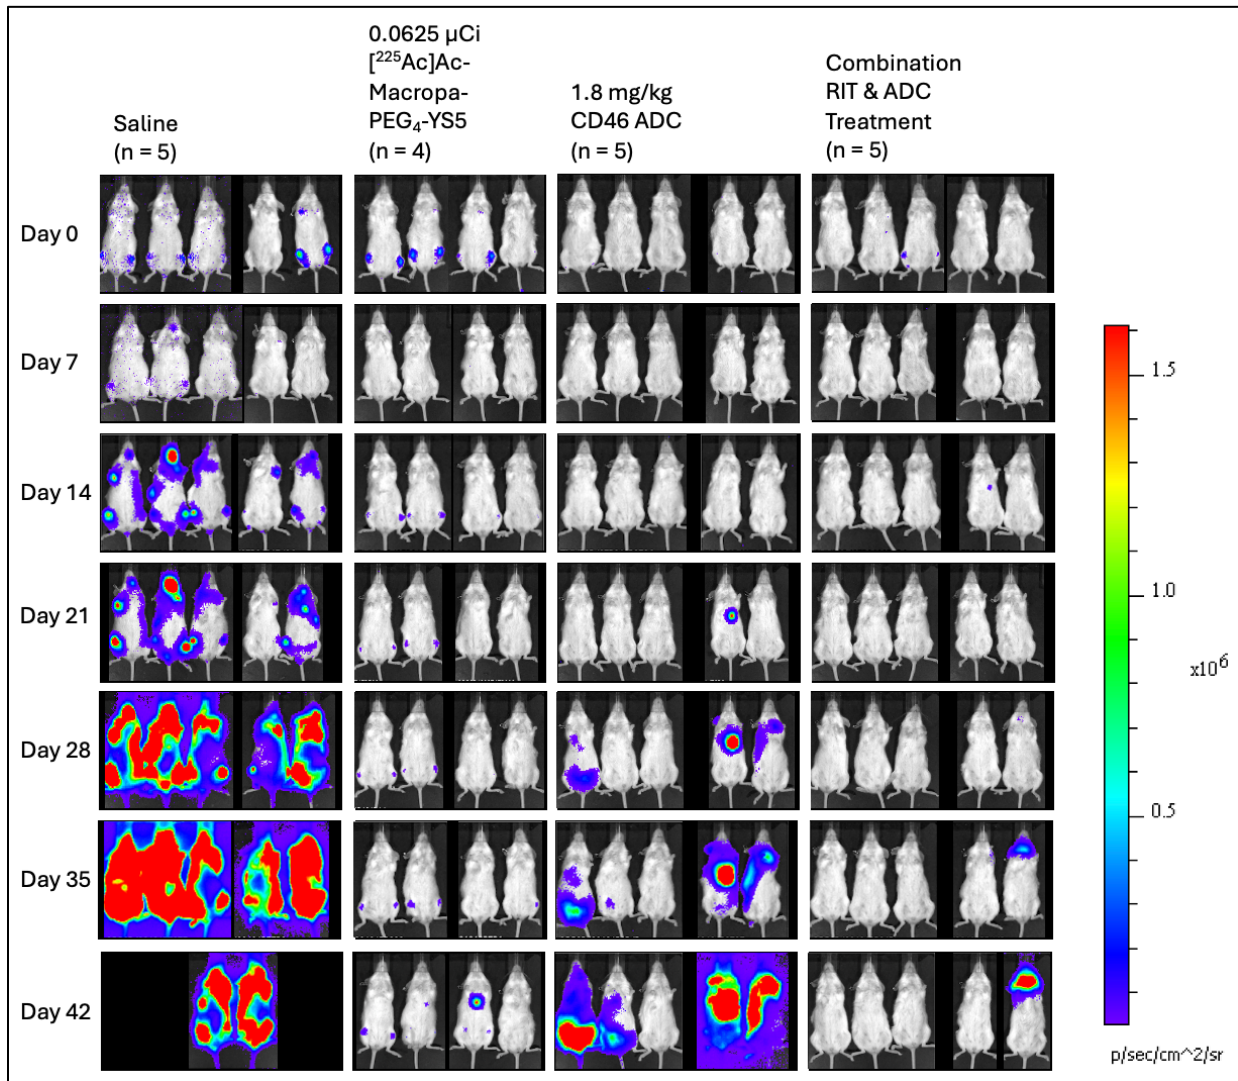 Saline
(n = 5)
0.0625 µCi
[²²⁵Ac]Ac-
Macropa-
PEG₄-YS5
(n = 4)
1.8 mg/kg
CD46 ADC
(n = 5)
Combination
RIT & ADC
Treatment
(n = 5)
Day 0
Day 7
Day 14
Day 21
Day 28
Day 35
Day 42
1.5
1.0
x10⁶
0.5
p/sec/cm^2/sr